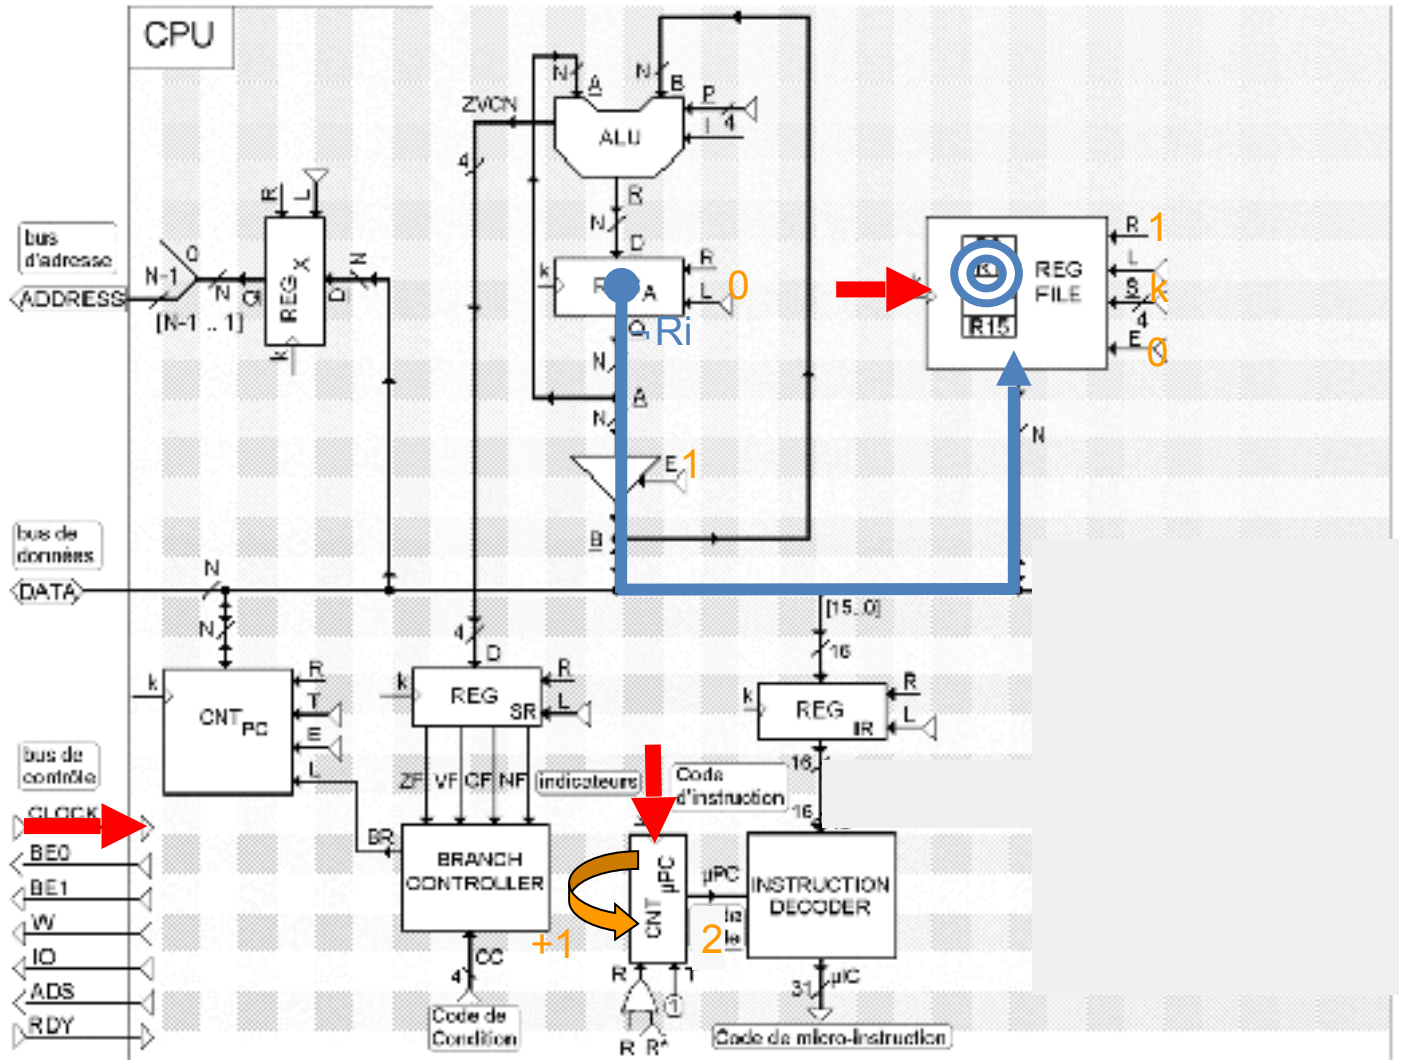 CPU
N
A
N
B
P
4
I
ZVCN
ALU
4
R
N
D
R
L
bus
d'adresse
N-1
0
ADDRESS
[N-1 .. 1]
N
Q
REG X
D
N
k
k
A
R
L
0
¬Ri
Q
N
A
N
E
1
B
REG
FILE
R15
R
1
L
S
k
4
E
0
N
bus de
données
DATA
N
N
[15..0]
16
4
D
k
CNT PC
R
T
E
L
k
REG
SR
R
L
k
REG
IR
R
L
bus de
contrôle
CLOCK
BE0
BE1
W
IO
ADS
RDY
ZF
VF
CF
NF
indicateurs
Code
d'instruction
16
16
BR
BRANCH
CONTROLLER
+1
CC
4
Code de
Condition
CNT µPC
µPC
2
R
1
R
R*
INSTRUCTION
DECODER
31
µIC
Code de micro-instruction